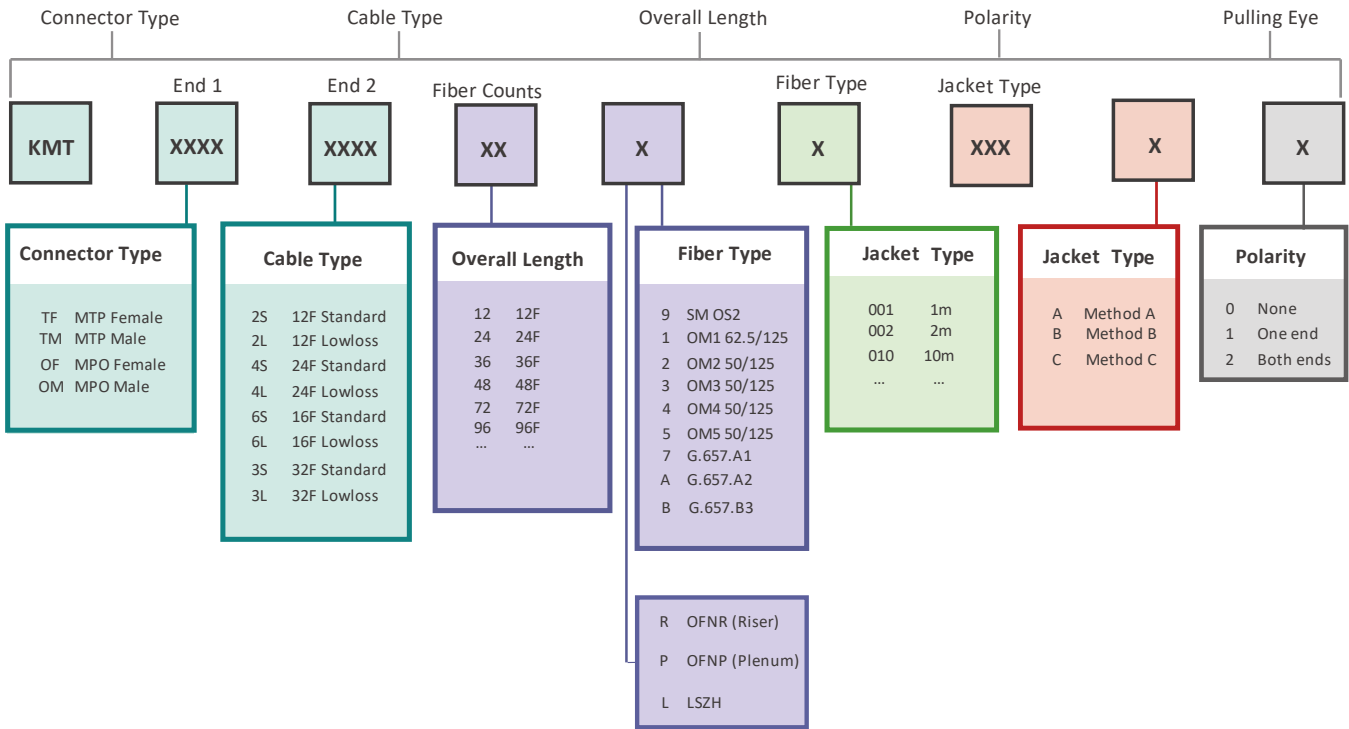 Connector Type Cable Type Overall Length Polarity Pulling Eye
End 1 End 2 Fiber Counts Fiber Type Jacket Type
KMT XXXX XXXX XX X X XXX X X
Connector Type
TF MTP Female
TM MTP Male
OF MPO Female
OM MPO Male
Cable Type
2S 12F Standard
2L 12F Lowloss
4S 24F Standard
4L 24F Lowloss
6S 16F Standard
6L 16F Lowloss
3S 32F Standard
3L 32F Lowloss
Overall Length
12 12F
24 24F
36 36F
48 48F
72 72F
96 96F
... ...
Fiber Type
9 SM OS2
1 OM1 62.5/125
2 OM2 50/125
3 OM3 50/125
4 OM4 50/125
5 OM5 50/125
7 G.657.A1
A G.657.A2
B G.657.B3
Jacket Type
001 1m
002 2m
010 10m
... ...
Jacket Type
A Method A
B Method B
C Method C
Polarity
0 None
1 One end
2 Both ends
R OFNR (Riser)
P OFNP (Plenum)
L LSZH